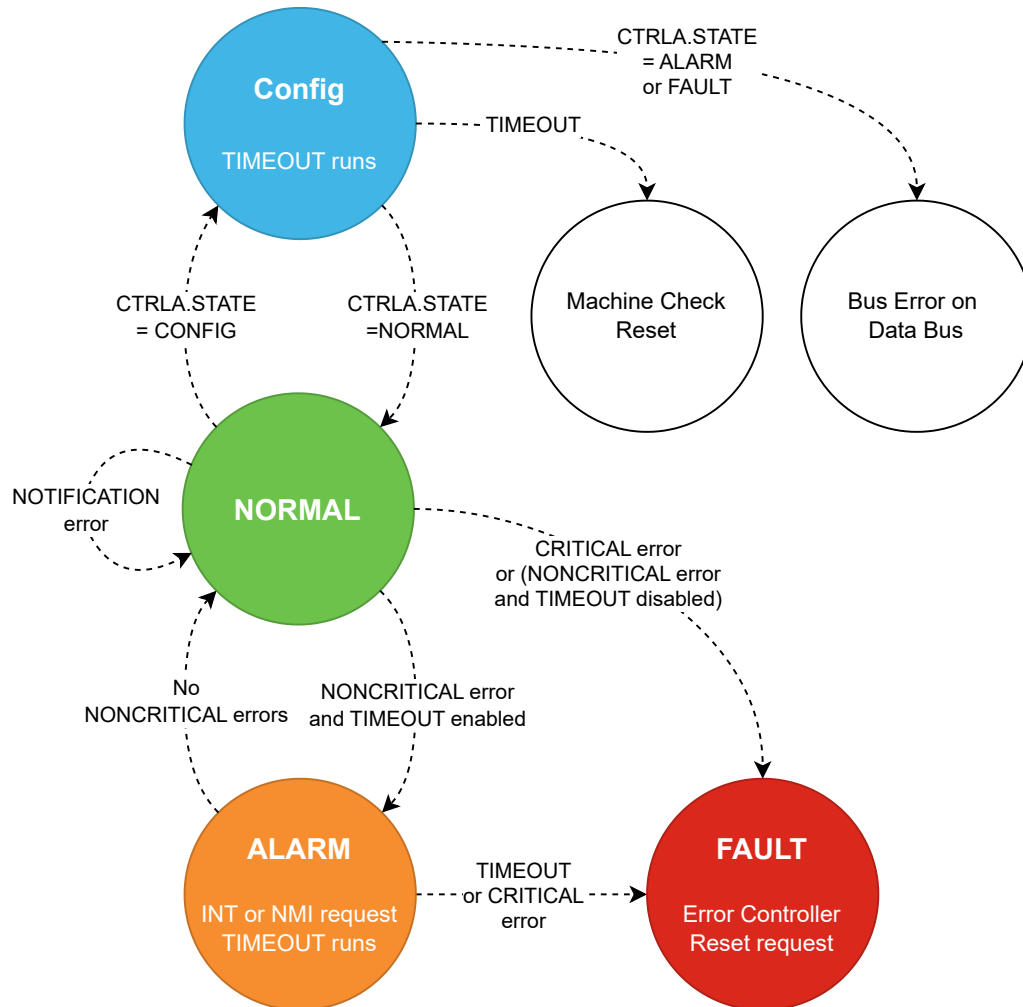 CTRLA.STATE
= ALARM
or FAULT
Config
TIMEOUT
TIMEOUT runs
CTRLA.STATE
= CONFIG
CTRLA.STATE
=NORMAL
Machine Check
Reset
Bus Error on
Data Bus
NOTIFICATION
error
NORMAL
CRITICAL error
or (NONCRITICAL error
and TIMEOUT disabled)
No
NONCRITICAL errors
NONCRITICAL error
and TIMEOUT enabled
ALARM
INT or NMI request
TIMEOUT runs
TIMEOUT
or CRITICAL
error
FAULT
Error Controller
Reset request